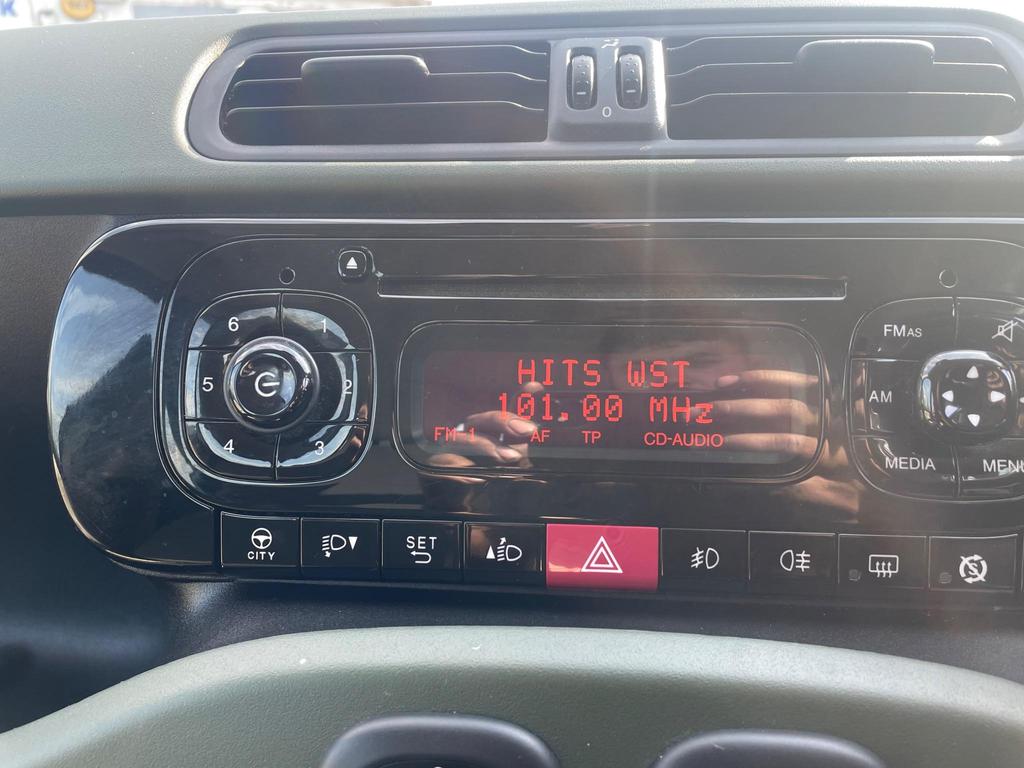 0
6 1
5 2
4 3
HITS WST
101.00 MHz
FM-1 AF TP CD-AUDIO
FMAS
AM
MEDIA MENU
CITY
SET